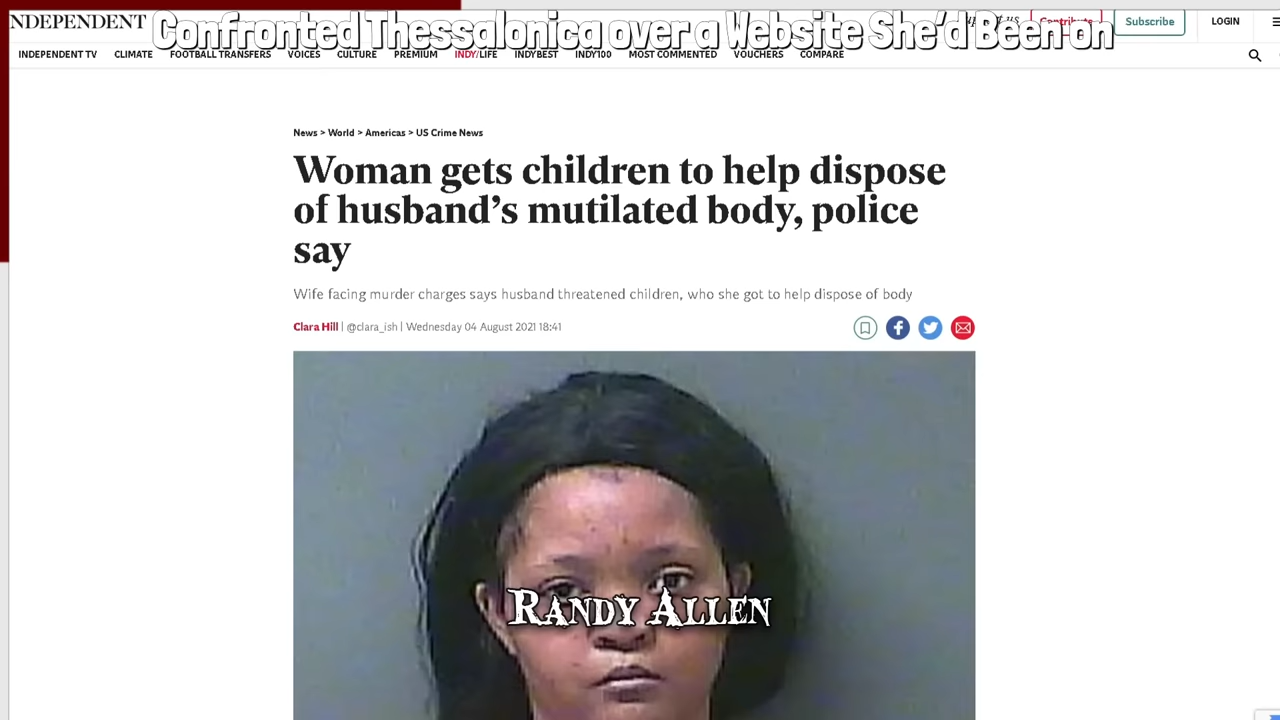 NDEPENDENT
Confronted Thessalonica over a Website She'd Been on
Contribute
Subscribe
LOGIN
INDEPENDENT TV CLIMATE FOOTBALL TRANSFERS VOICES CULTURE PREMIUM INDY/LIFE INDYBEST INDY100 MOST COMMENTED VOUCHERS COMPARE
News > World > Americas > US Crime News
Woman gets children to help dispose
of husband's mutilated body, police
say
Wife facing murder charges says husband threatened children, who she got to help dispose of body
Clara Hill | @clara_ish | Wednesday 04 August 2021 18:41
RANDY ALLEN